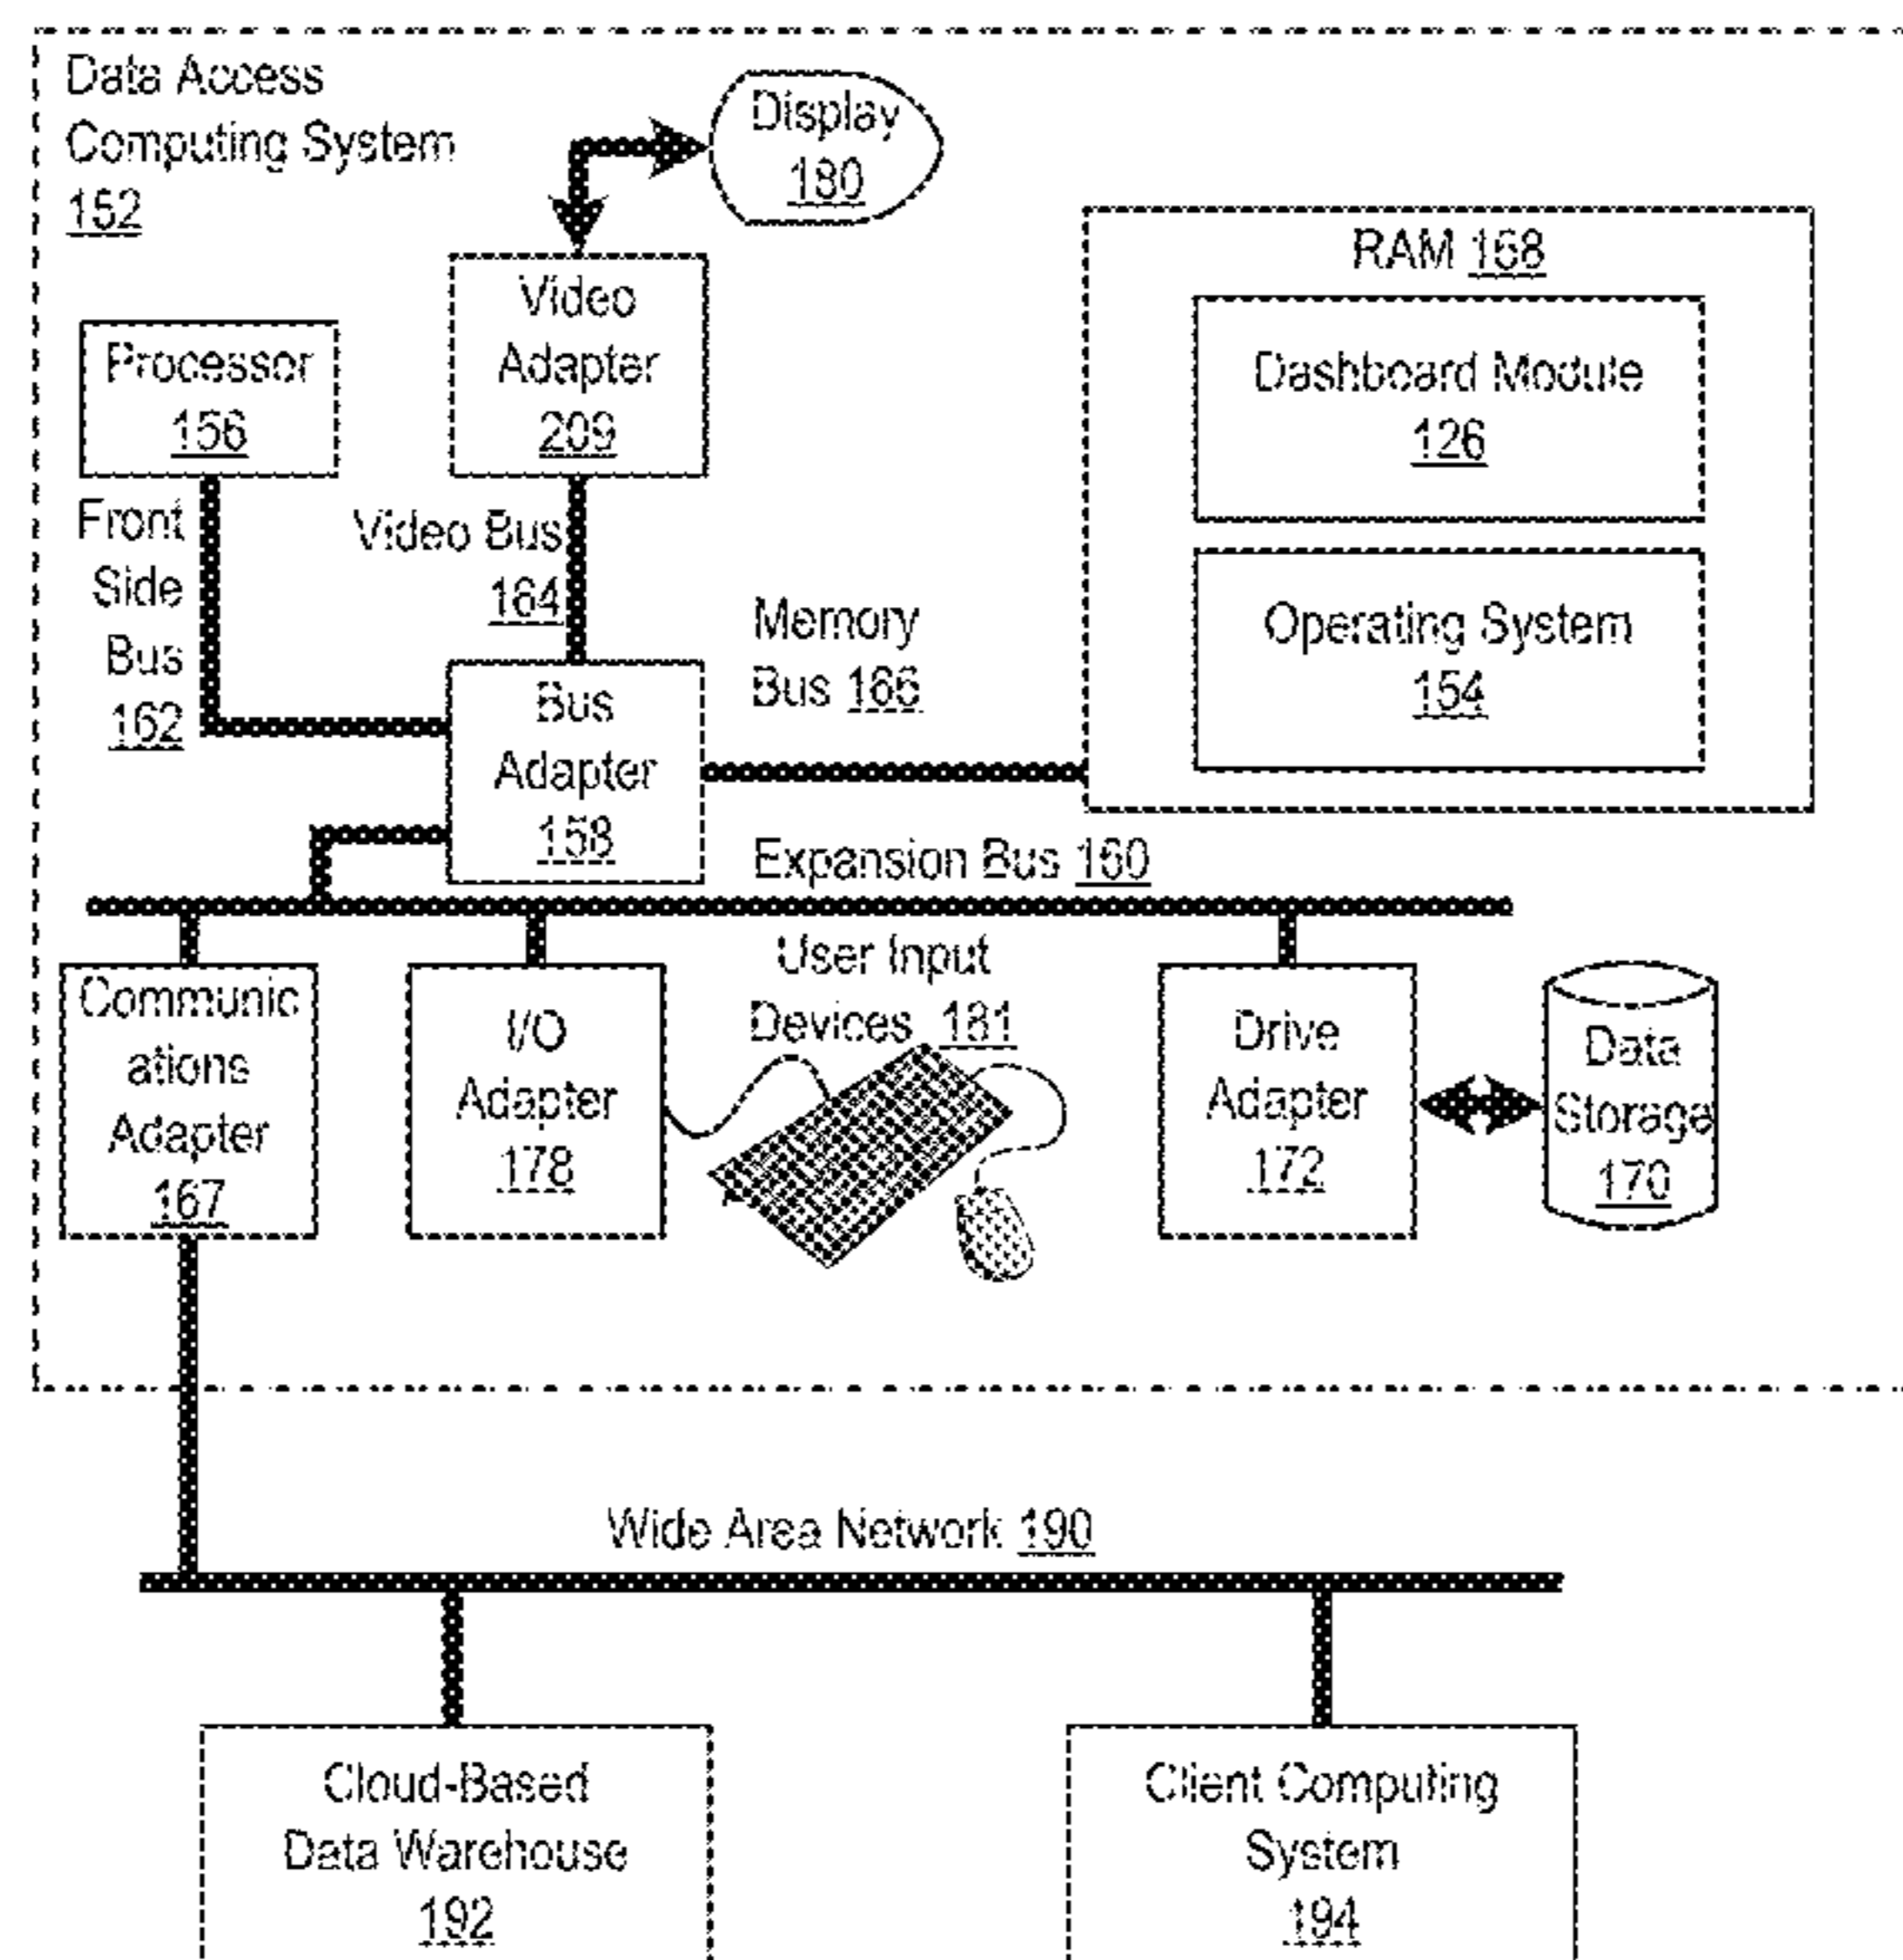 Data Access
Computing System
152
Display
180
Video
Adapter
209
Processor
156
RAM 168
Dashboard Module
126
Operating System
154
Front
Side
Bus
162
Video Bus
164
Memory
Bus 166
Bus
Adapter
158
Expansion Bus 160
Communic
ations
Adapter
167
I/O
Adapter
178
User Input
Devices 181
Drive
Adapter
172
Data
Storage
170
Wide Area Network 190
Cloud-Based
Data Warehouse
192
Client Computing
System
194